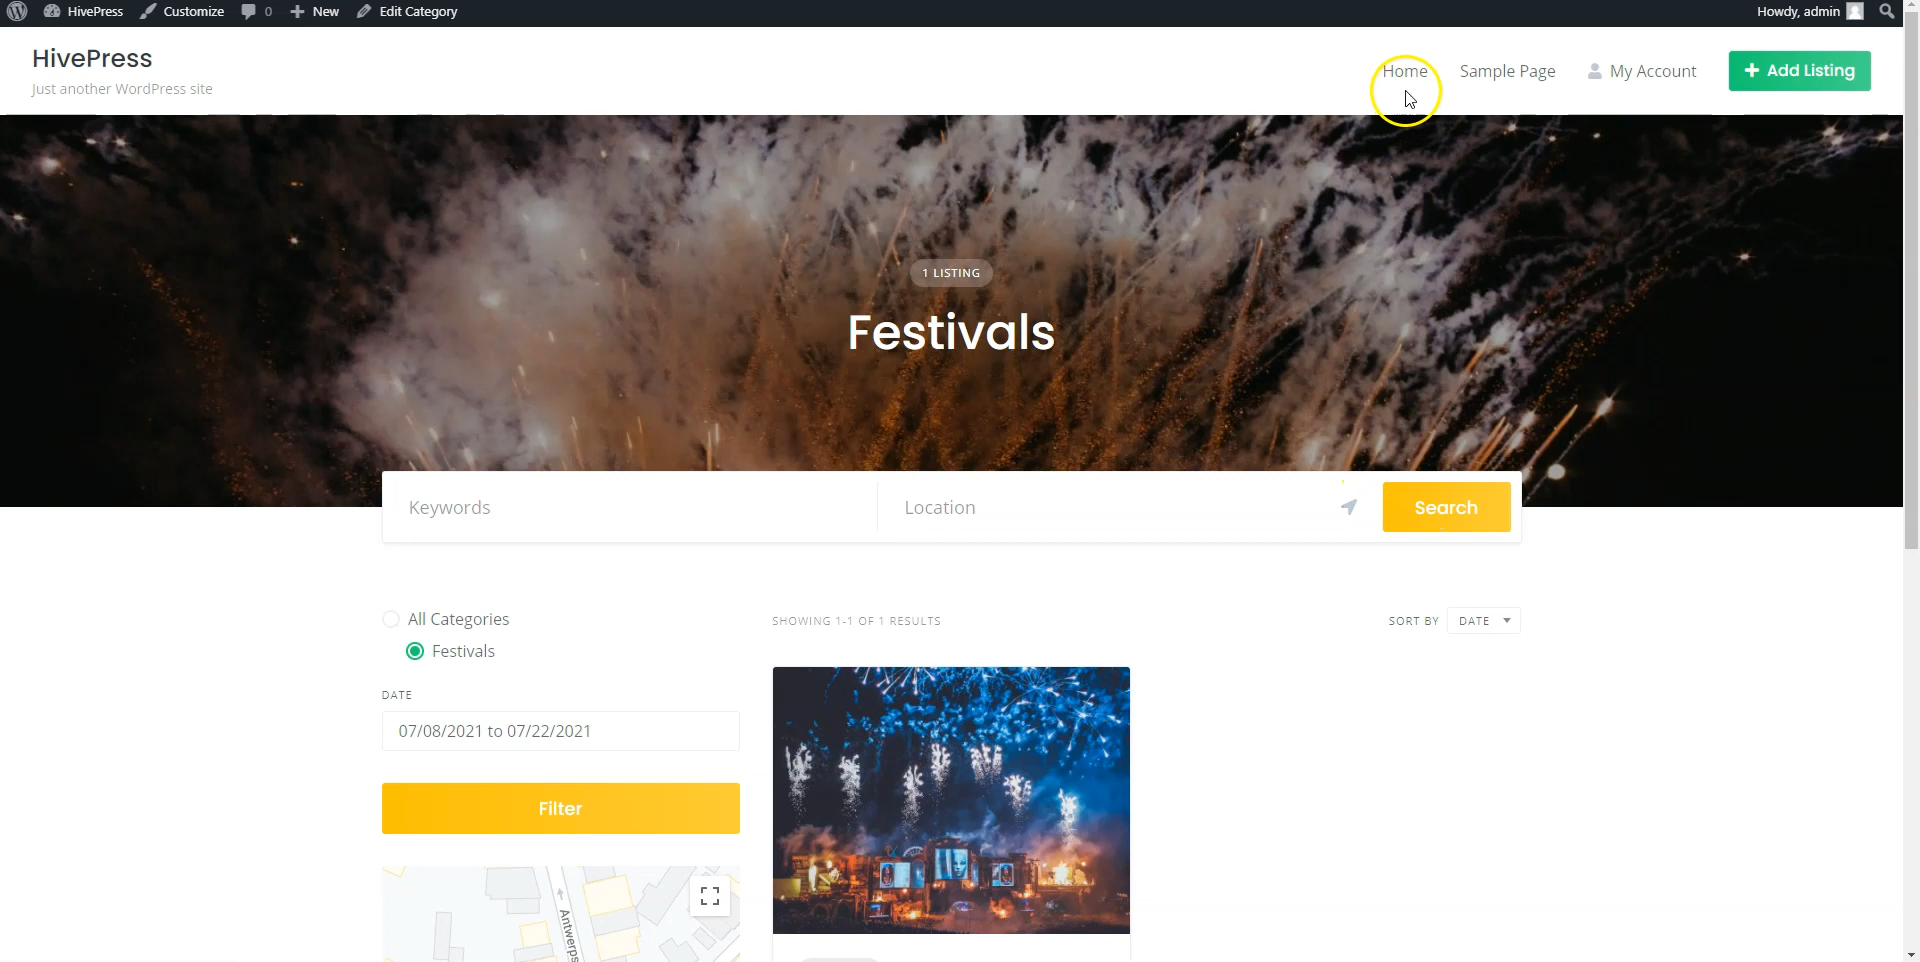 HivePress Customize 0 New Edit Category Howdy, admin
HivePress
Just another WordPress site
Home Sample Page My Account Add Listing
1 LISTING
Festivals
Keywords Location Search
All Categories
Festivals
SHOWING 1-1 OF 1 RESULTS
SORT BY DATE
DATE
07/08/2021 to 07/22/2021
Filter
Antwerps